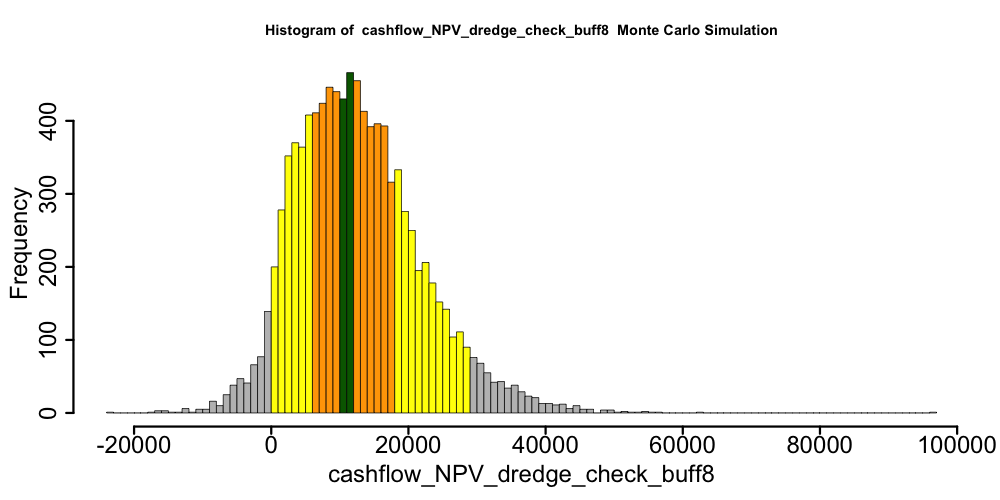 Histogram of  cashflow_NPV_dredge_check_buff8  Monte Carlo Simulation
Frequency
400
300
200
100
0
-20000 0 20000 40000 60000 80000 100000
cashflow_NPV_dredge_check_buff8